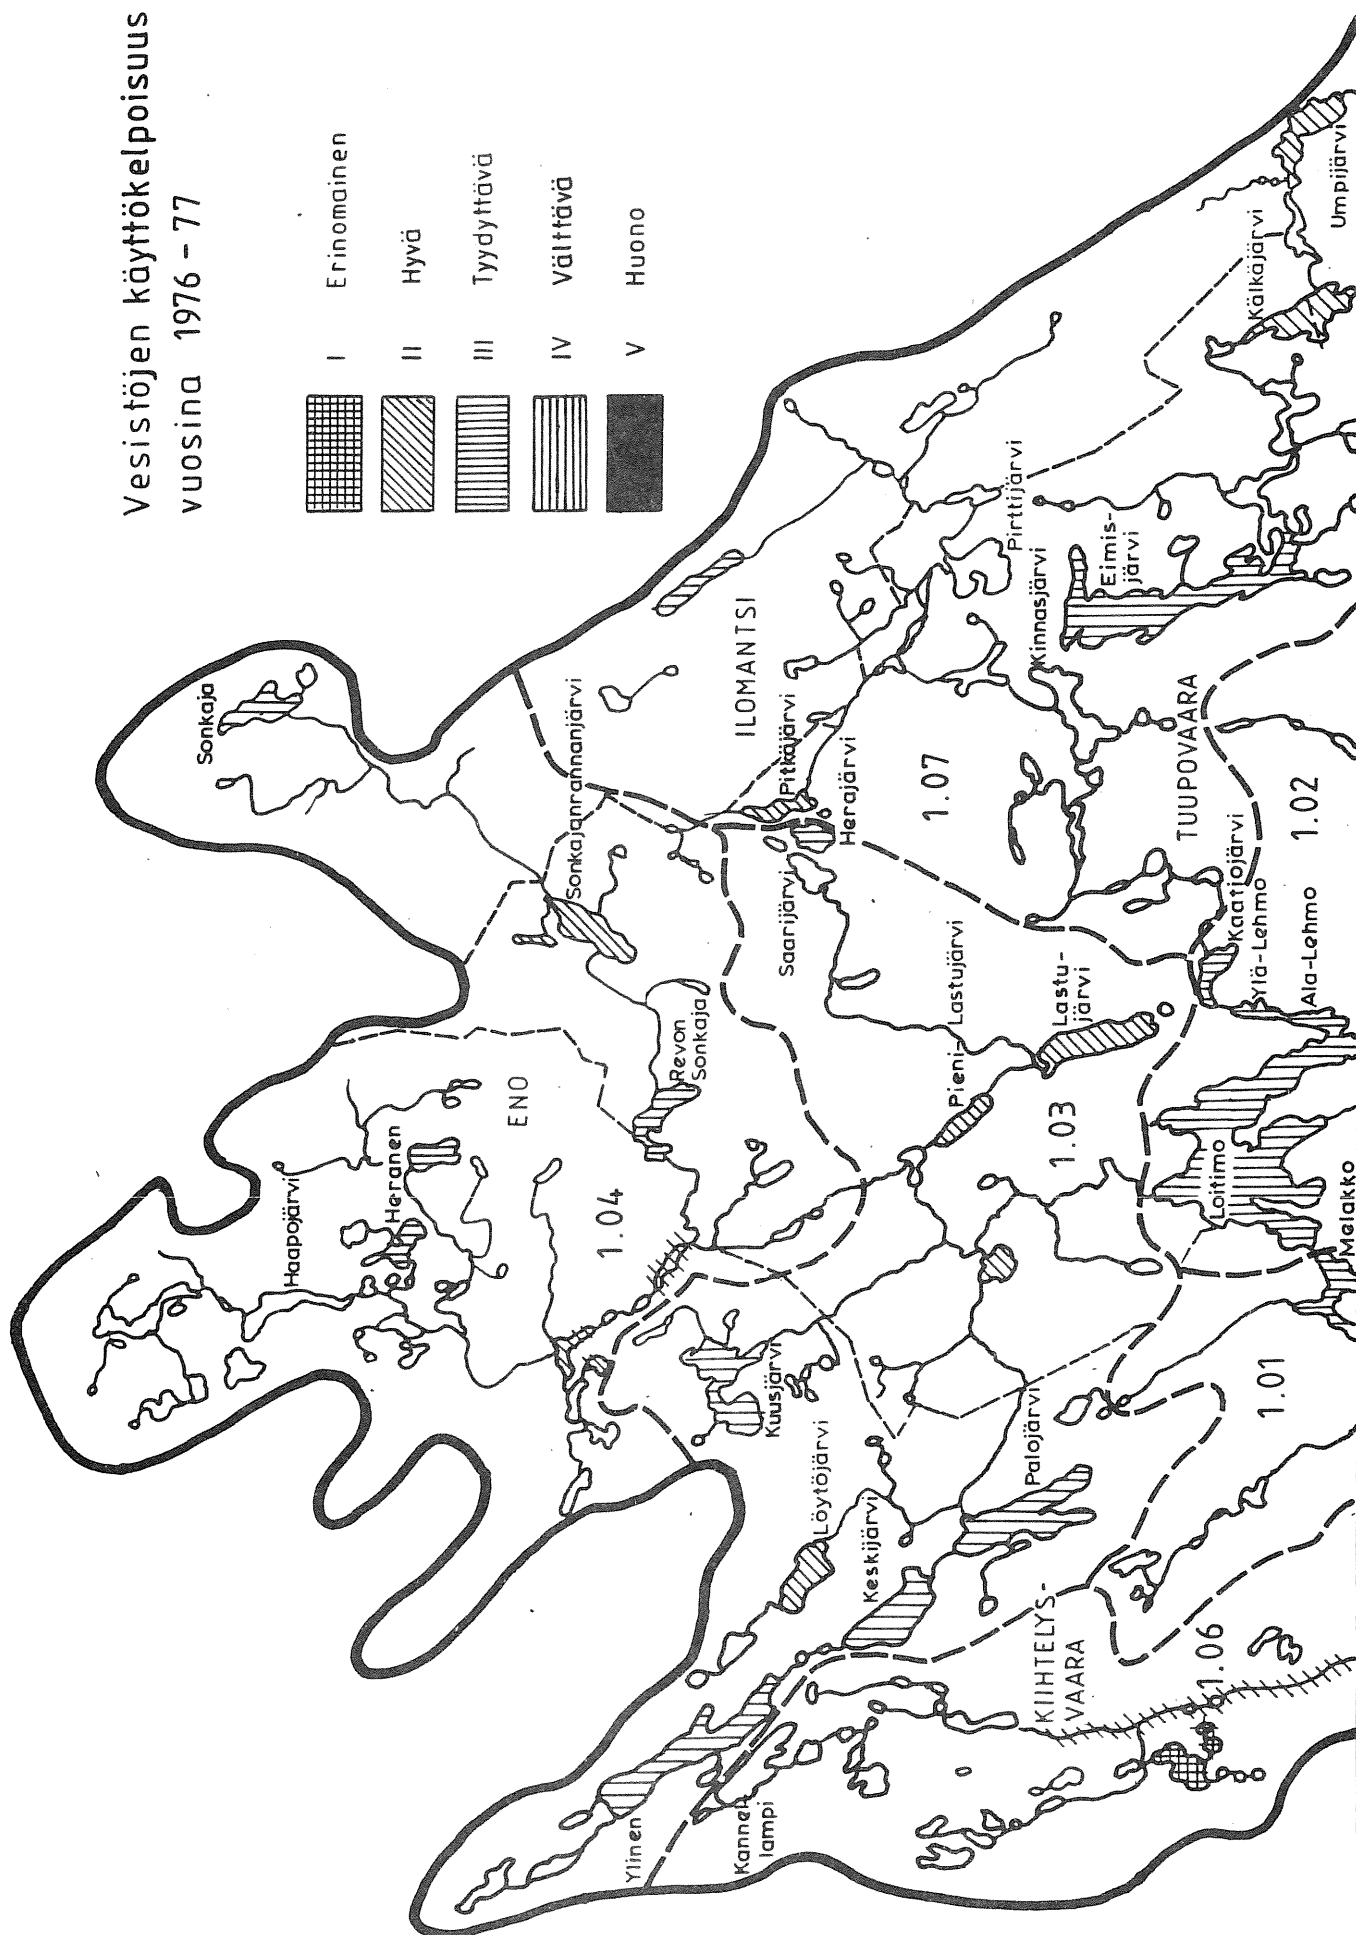 Vesistöjen käyttökelpoisuus
vuosina 1976 - 77
I Erinomainen
II Hyvä
III Tyydyttävä
IV Välttävä
V Huono
Sonkaja
Sonkajanrannanjärvi
ILOMANTSI
Pitkäjärvi
Herajärvi
Saarijärvi
1.07
Pirttijärvi
Kinnasjärvi
Eimis-
järvi
Kälkäjärvi
Umpijärvi
TUUPOVAARA
Kaatiojärvi
Ylä-Lehmo
Ala-Lehmo
1.02
Haapojärvi
Heranen
ENO
Revon
Sonkaja
1.04
Pieni-Lastujärvi
Lastu-
järvi
1.03
Loitimo
Melakko
Kuusjärvi
Löytöjärvi
Keskijärvi
Palojärvi
1.01
KIIHTELYS-
VAARA
1.06
Ylinen
Kannel
lampi